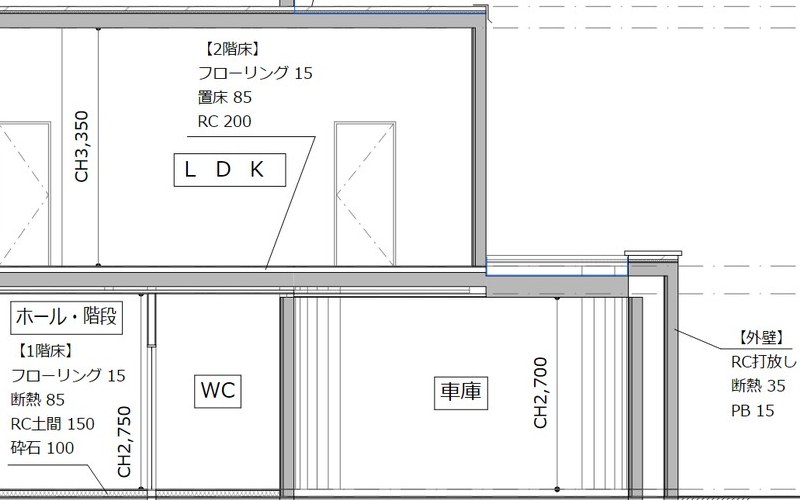 【2階床】
フローリング 15
置床 85
RC 200
CH3,350
LDK
ホール・階段
【1階床】
フローリング 15
断熱 85
RC土間 150
砕石 100
CH2,750
WC
車庫
CH2,700
【外壁】
RC打放し
断熱 35
PB 15